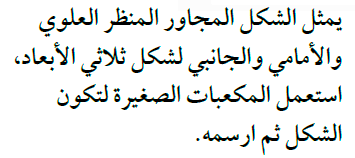 يمثل الشكل المجاور المنظر العلوي
والأمامي والجانبي لشكل ثلاثي الأبعاد،
استعمل المكعبات الصغيرة لتكون
الشكل ثم ارسمه.